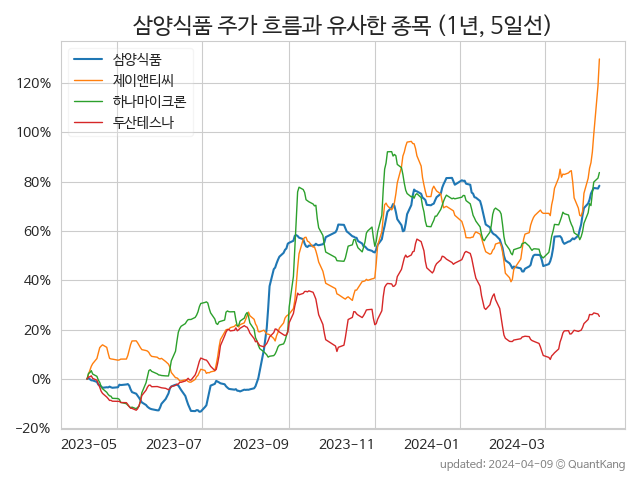 삼양식품 주가 흐름과 유사한 종목 (1년, 5일선)
삼양식품
제이앤티씨
하나마이크론
두산테스나
120%
100%
80%
60%
40%
20%
0%
−20%
2023-05 2023-07 2023-09 2023-11 2024-01 2024-03
updated: 2024-04-09 © QuantKang